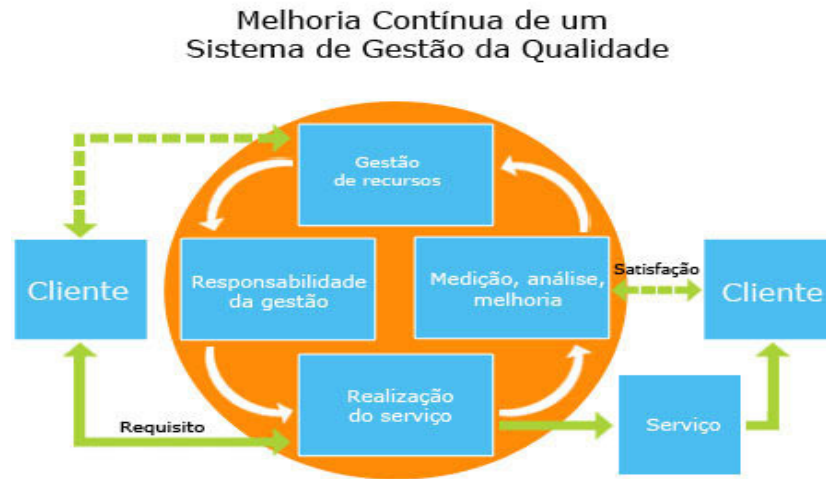 Melhoria Contínua de um
Sistema de Gestão da Qualidade
Gestão
de recursos
Cliente
Responsabilidade
da gestão
Medição, análise,
melhoria
Satisfação
Cliente
Realização
do serviço
Requisito
Serviço